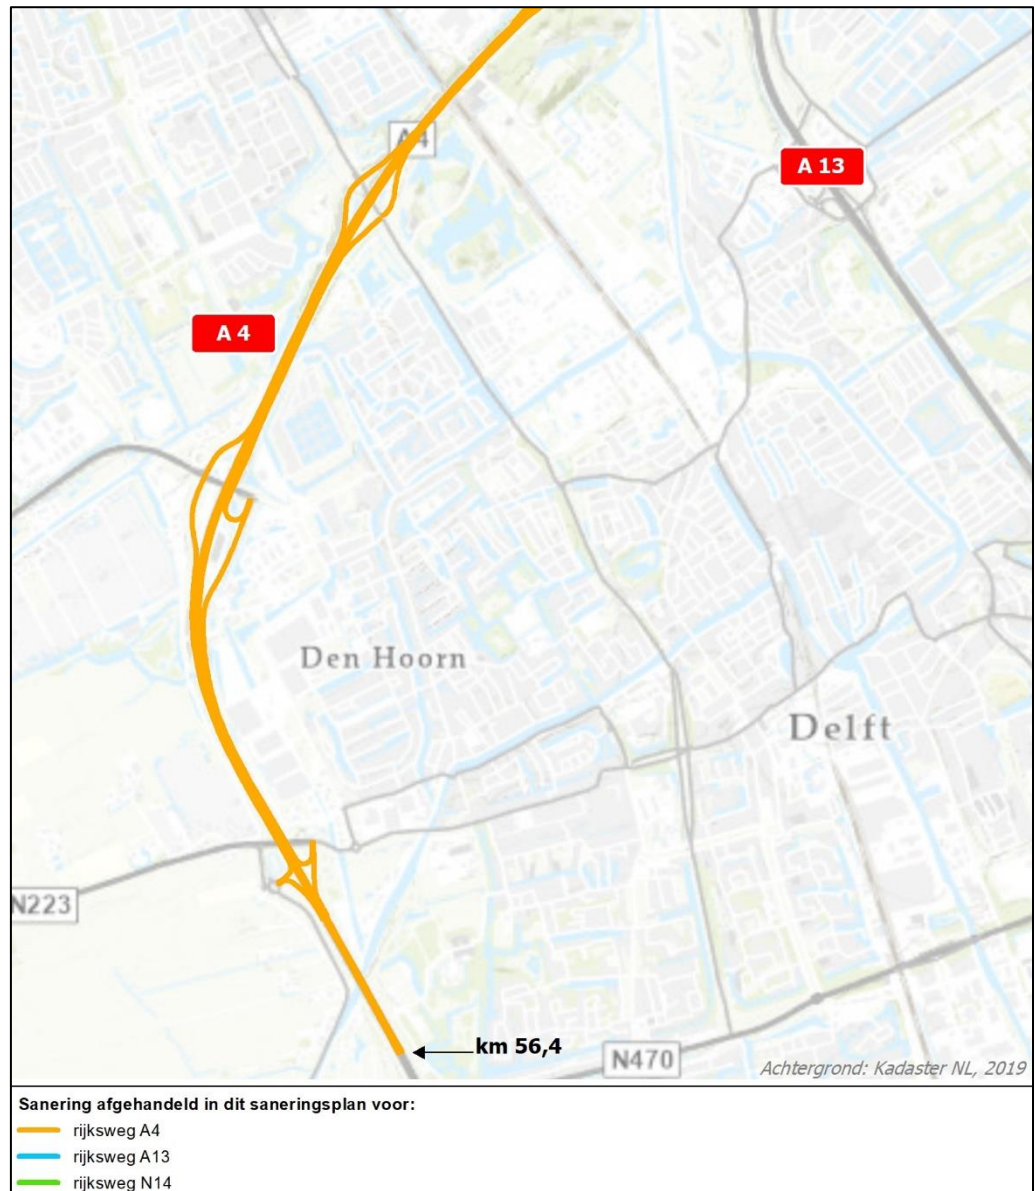 A 4
A 13
A 4
Den Hoorn
Delft
N223
km 56,4
N470
Achtergrond: Kadaster NL, 2019
Sanering afgehandeld in dit saneringsplan voor:
rijksweg A4
rijksweg A13
rijksweg N14